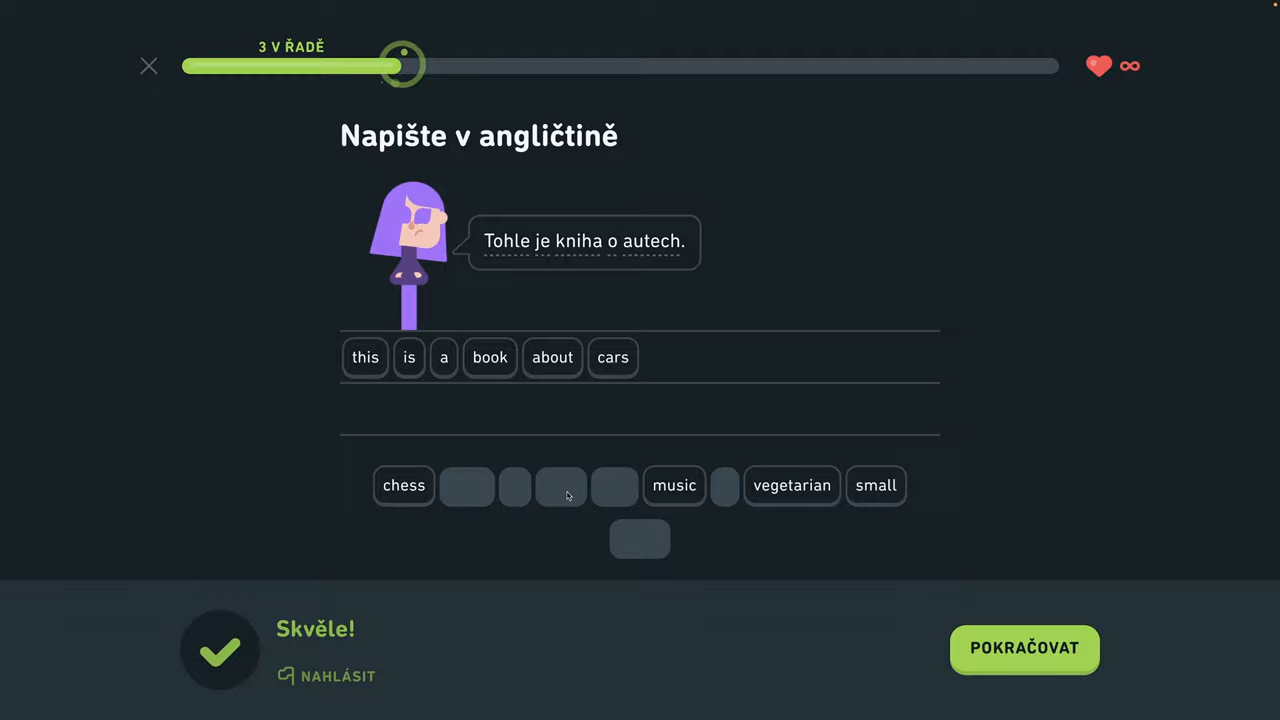 3 V ŘADĚ
Napište v angličtině
Tohle je kniha o autech.
this is a book about cars
chess music vegetarian small
Skvěle!
NAHLÁSIT
POKRAČOVAT